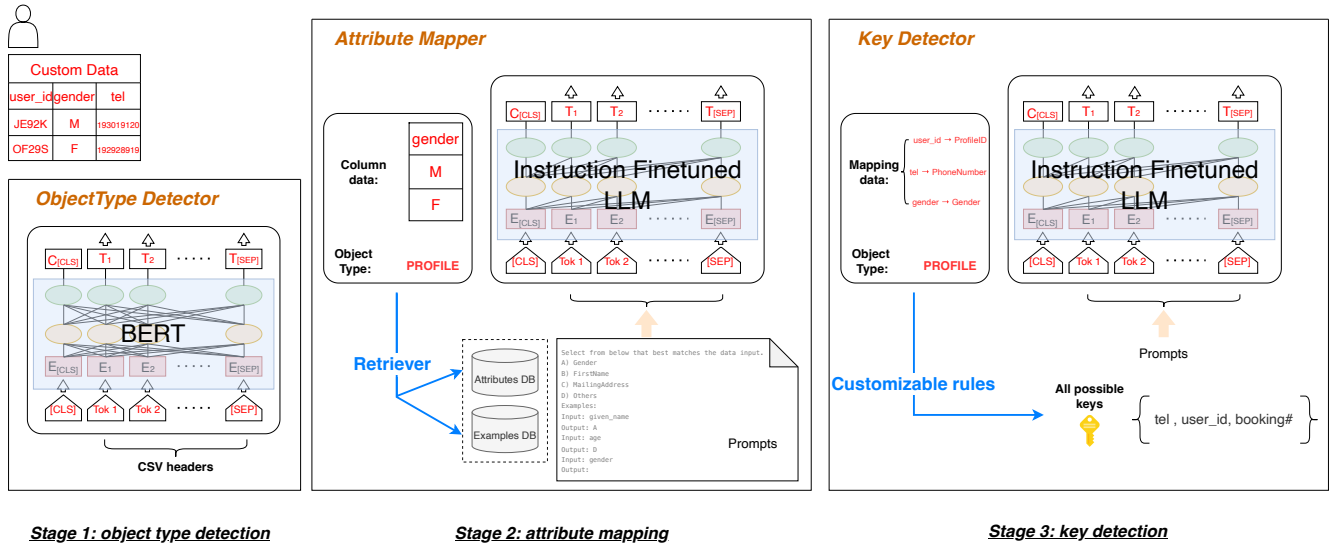 Custom Data
user_id gender tel
JE92K M 193019120
OF29S F 192928919
ObjectType Detector
C[CLS] T1 T2 ····· T[SEP]
BERT
E[CLS] E1 E2 ····· E[SEP]
[CLS] Tok 1 Tok 2 ····· [SEP]
CSV headers
Stage 1: object type detection
Attribute Mapper
Column data:
gender
M
F
Object Type: PROFILE
C[CLS] T1 T2 ······ T[SEP]
Instruction Finetuned
LLM
E[CLS] E1 E2 ······ E[SEP]
[CLS] Tok 1 Tok 2 ······ [SEP]
Retriever
Attributes DB
Examples DB
Select from below that best matches the data input.
A) Gender
B) FirstName
C) MailingAddress
D) Others
Examples:
Input: given_name
Output: A
Input: age
Output: D
Input: gender
Output:
Prompts
Stage 2: attribute mapping
Key Detector
Mapping data:
user_id → ProfileID
tel → PhoneNumber
gender → Gender
Object Type: PROFILE
C[CLS] T1 T2 ······ T[SEP]
Instruction Finetuned
LLM
E[CLS] E1 E2 ······ E[SEP]
[CLS] Tok 1 Tok 2 ······ [SEP]
Prompts
Customizable rules
All possible
keys
tel , user_id, booking#
Stage 3: key detection